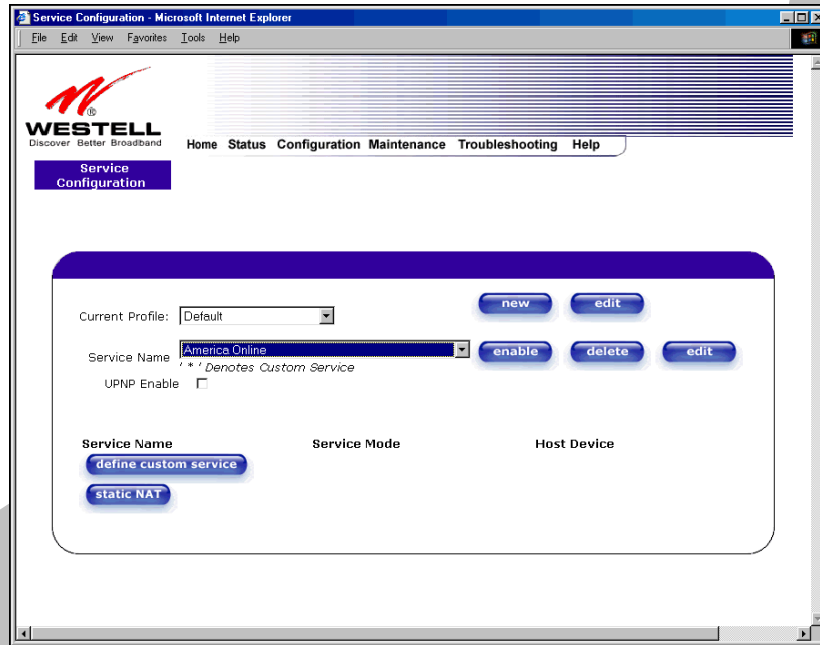 Service Configuration - Microsoft Internet Explorer
File Edit View Favorites Tools Help
WESTELL
®
Discover Better Broadband
Home Status Configuration Maintenance Troubleshooting Help
Service
Configuration
new edit
Current Profile: Default
Service Name America Online enable delete edit
' * ' Denotes Custom Service
UPNP Enable
Service Name Service Mode Host Device
define custom service
static NAT